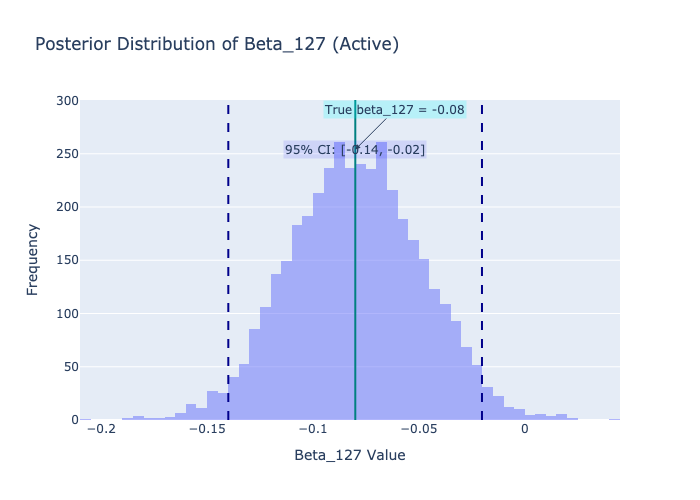 Posterior Distribution of Beta_127 (Active)
True beta_127 = -0.08
95% CI: [-0.14, -0.02]
300
250
200
150
100
50
0
Frequency
−0.2
−0.15
−0.1
−0.05
0
Beta_127 Value